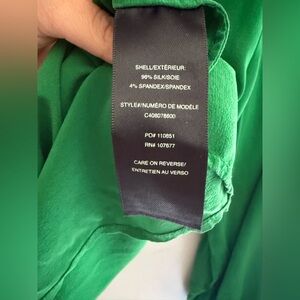 SHELL/EXTÉRIEUR:
96% SILK/SOIE
4% SPANDEX/SPANDEX
STYLE#/NUMÉRO DE MODÈLE
C408078600
PO# 110851
RN# 107677
CARE ON REVERSE/
ENTRETIEN AU VERSO